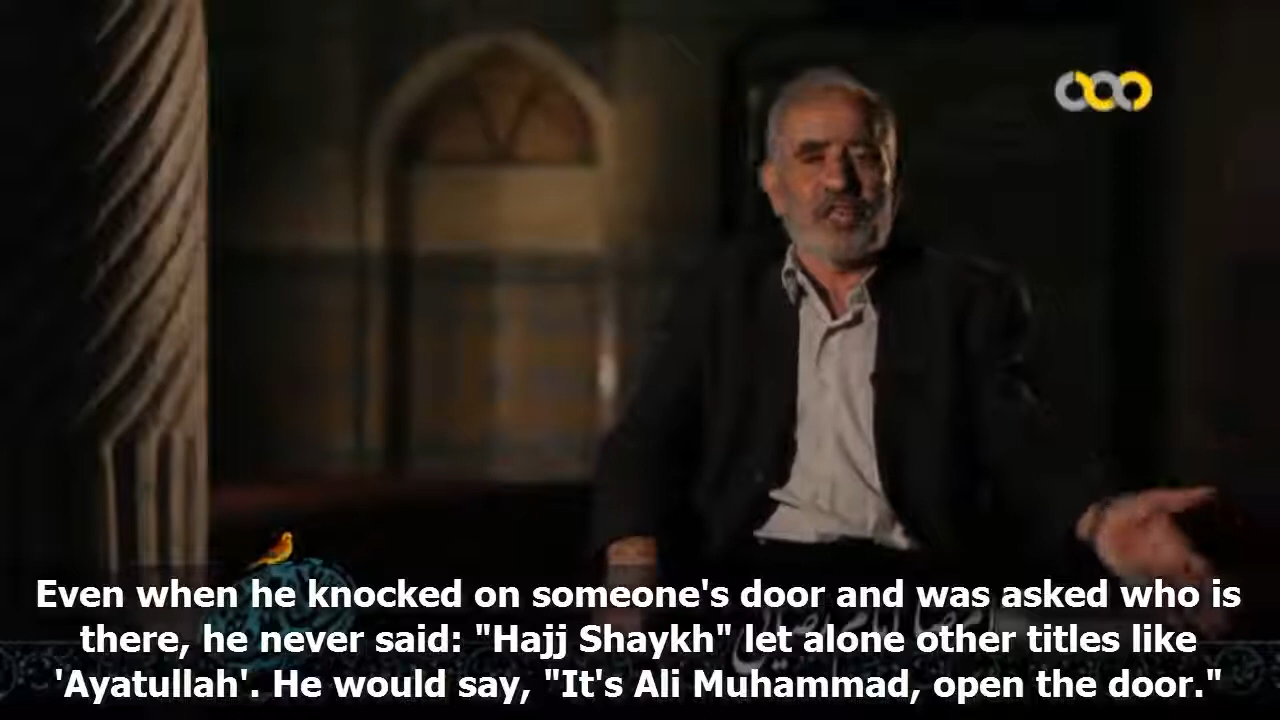 Even when he knocked on someone's door and was asked who is
there, he never said: "Hajj Shaykh" let alone other titles like
'Ayatullah'. He would say, "It's Ali Muhammad, open the door."